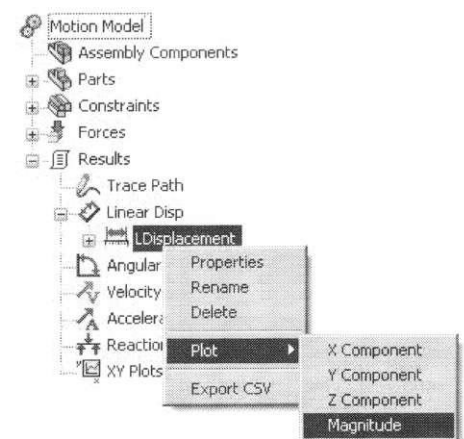 Motion Model
Assembly Components
Parts
Constraints
Forces
Results
Trace Path
Linear Disp
LDisplacement
Angular
Velocity
Accelera
Reaction
XY Plots
Properties
Rename
Delete
Plot
Export CSV
X Component
Y Component
Z Component
Magnitude